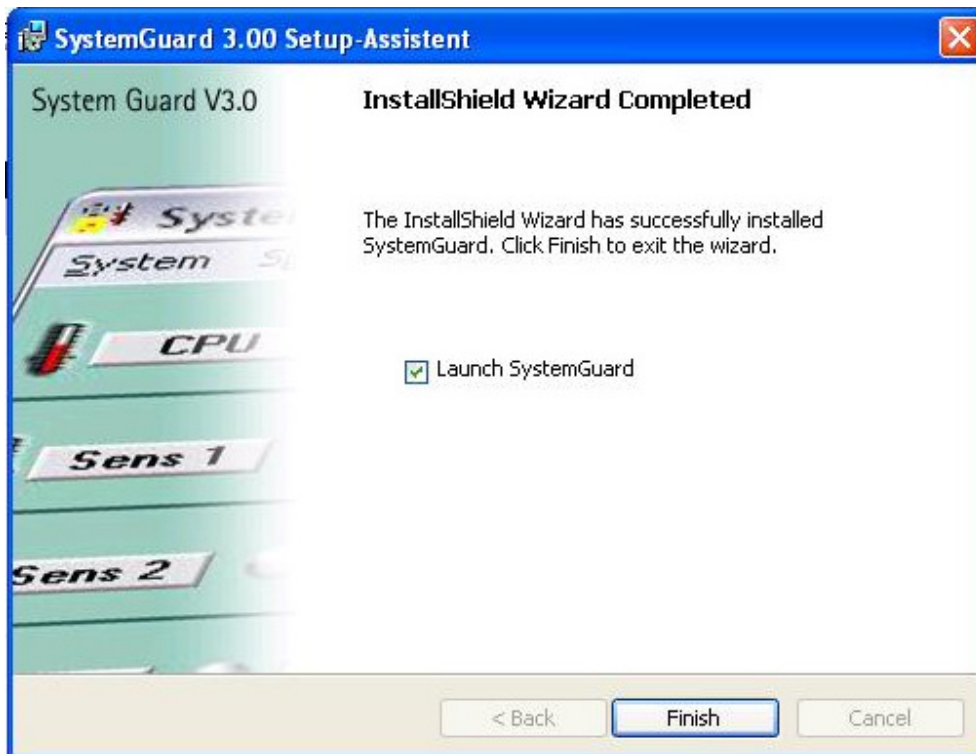 SystemGuard 3.00 Setup-Assistent
System Guard V3.0
InstallShield Wizard Completed
The InstallShield Wizard has successfully installed
SystemGuard. Click Finish to exit the wizard.
Launch SystemGuard
Syste
System
CPU
Sens 1
Sens 2
< Back
Finish
Cancel